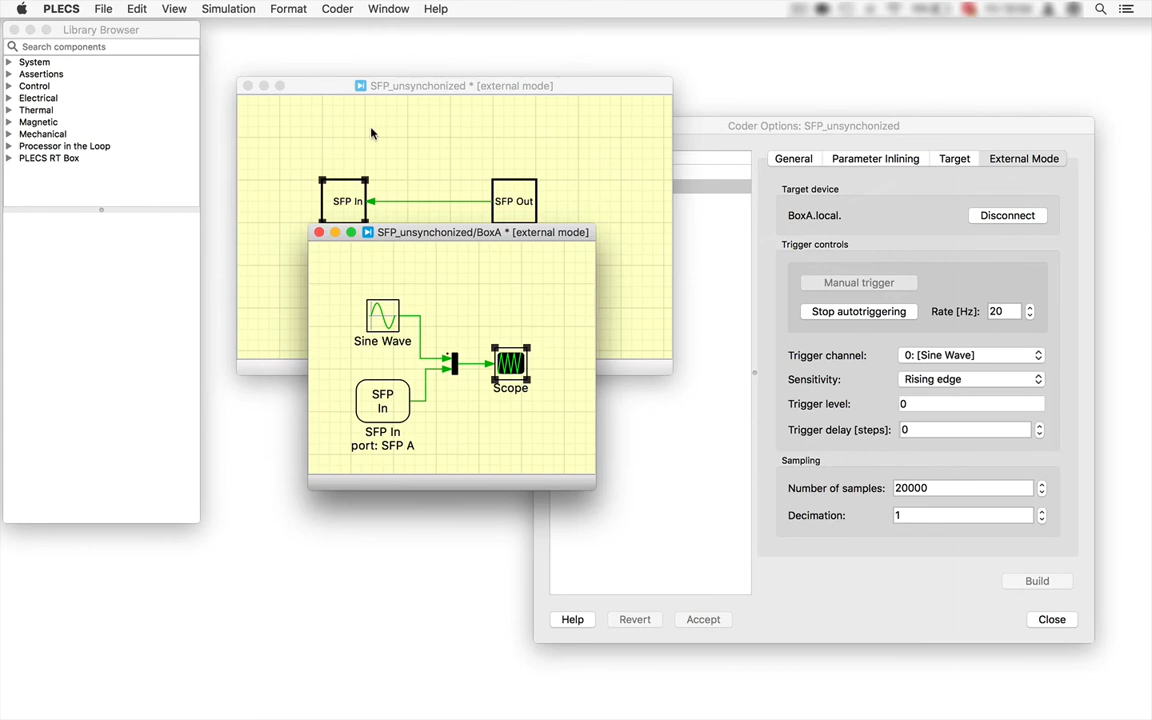 PLECS File Edit View Simulation Format Coder Window Help
Library Browser
Search components
System
Assertions
Control
Electrical
Thermal
Magnetic
Mechanical
Processor in the Loop
PLECS RT Box
SFP_unsynchonized * [external mode]
SFP In
SFP Out
SFP_unsynchonized/BoxA * [external mode]
Sine Wave
SFP
In
SFP In
port: SFP A
Scope
Coder Options: SFP_unsynchonized
General Parameter Inlining Target External Mode
Target device
BoxA.local. Disconnect
Trigger controls
Manual trigger
Stop autotriggering Rate [Hz]: 20
Trigger channel: 0: [Sine Wave]
Sensitivity: Rising edge
Trigger level: 0
Trigger delay [steps]: 0
Sampling
Number of samples: 20000
Decimation: 1
Build
Help Revert Accept Close